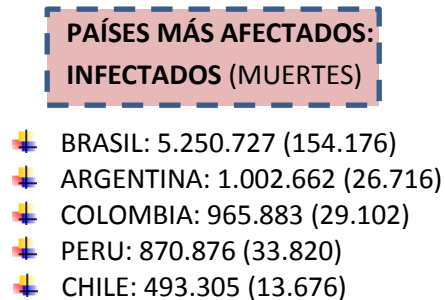 PAÍSES MÁS AFECTADOS:
INFECTADOS (MUERTES)
BRASIL: 5.250.727 (154.176)
ARGENTINA: 1.002.662 (26.716)
COLOMBIA: 965.883 (29.102)
PERU: 870.876 (33.820)
CHILE: 493.305 (13.676)